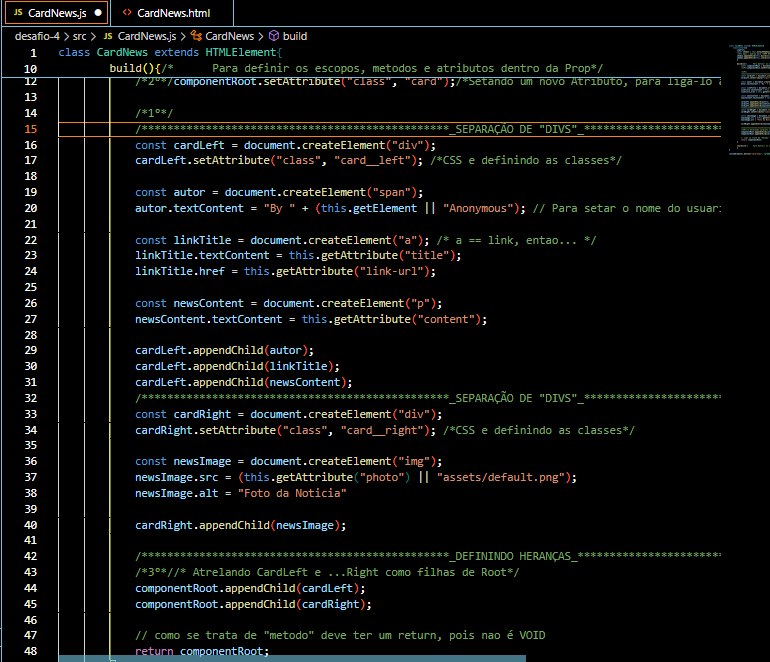 JS CardNews.js ●
<> CardNews.html
desafio-4 > src > JS CardNews.js > CardNews > build
1 class CardNews extends HTMLElement{
10 build(){/* Para definir os escopos, metodos e atributos dentro da Prop*/
12 /*2º*/componentRoot.setAttribute("class", "card");/*Setando um novo Atributo, para liga-lo a
13
14 /*1º*/
15 /************************************************_SEPARAÇÃO DE "DIVS"_**********************
16 const cardLeft = document.createElement("div");
17 cardLeft.setAttribute("class", "card__left"); /*CSS e definindo as classes*/
18
19 const autor = document.createElement("span");
20 autor.textContent = "By " + (this.getElement || "Anonymous"); // Para setar o nome do usuar
21
22 const linkTitle = document.createElement("a"); /* a == link, entao... */
23 linkTitle.textContent = this.getAttribute("title");
24 linkTitle.href = this.getAttribute("link-url");
25
26 const newsContent = document.createElement("p");
27 newsContent.textContent = this.getAttribute("content");
28
29 cardLeft.appendChild(autor);
30 cardLeft.appendChild(linkTitle);
31 cardLeft.appendChild(newsContent);
32 /************************************************_SEPARAÇÃO DE "DIVS"_**********************
33 const cardRight = document.createElement("div");
34 cardRight.setAttribute("class", "card__right"); /*CSS e definindo as classes*/
35
36 const newsImage = document.createElement("img");
37 newsImage.src = (this.getAttribute("photo") || "assets/default.png");
38 newsImage.alt = "Foto da Noticia"
39
40 cardRight.appendChild(newsImage);
41
42 /************************************************_DEFININDO HERANÇAS_**********************
43 /*3º*//* Atrelando CardLeft e ...Right como filhas de Root*/
44 componentRoot.appendChild(cardLeft);
45 componentRoot.appendChild(cardRight);
46
47 // como se trata de "metodo" deve ter um return, pois nao é VOID
48 return componentRoot;